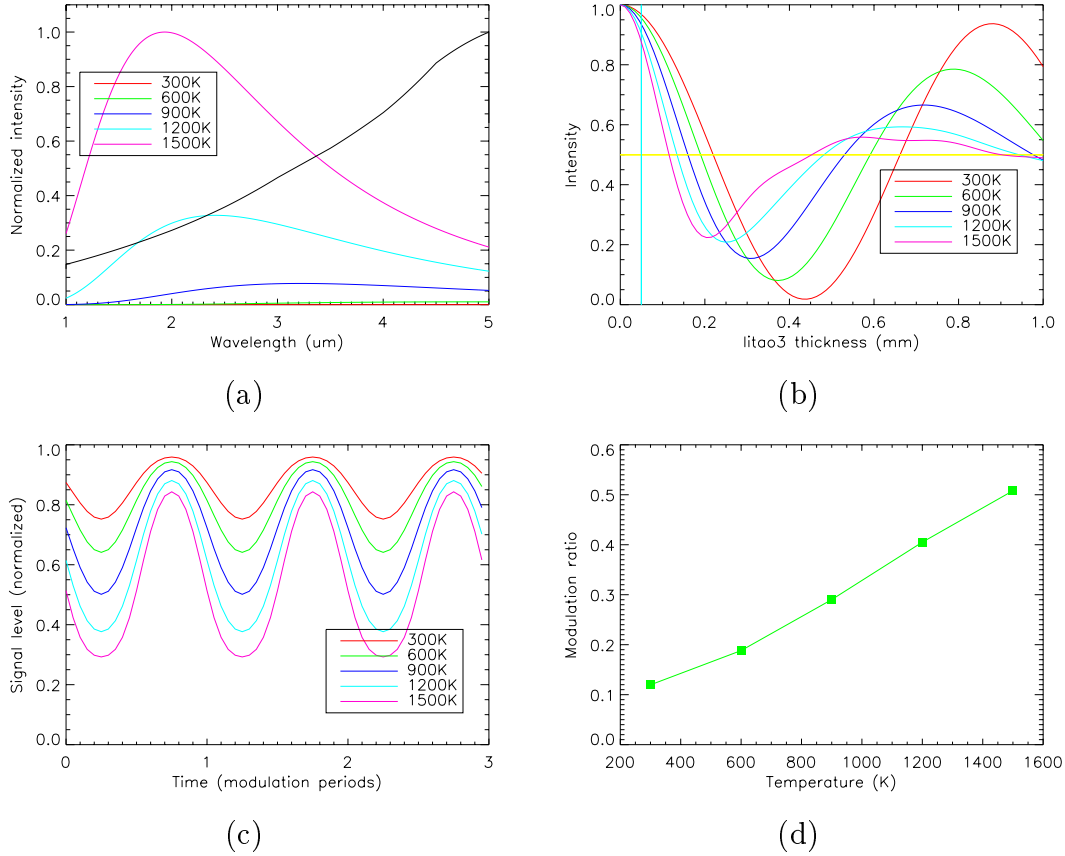 1.0
0.8
0.6
0.4
0.2
0.0
Normalized intensity
300K
600K
900K
1200K
1500K
1 2 3 4 5
Wavelength (um)
(a)
1.0
0.8
0.6
0.4
0.2
0.0
Intensity
300K
600K
900K
1200K
1500K
0.0 0.2 0.4 0.6 0.8 1.0
litao3 thickness (mm)
(b)
1.0
0.8
0.6
0.4
0.2
0.0
Signal level (normalized)
300K
600K
900K
1200K
1500K
0 1 2 3
Time (modulation periods)
(c)
0.6
0.5
0.4
0.3
0.2
0.1
0.0
Modulation ratio
200 400 600 800 1000 1200 1400 1600
Temperature (K)
(d)